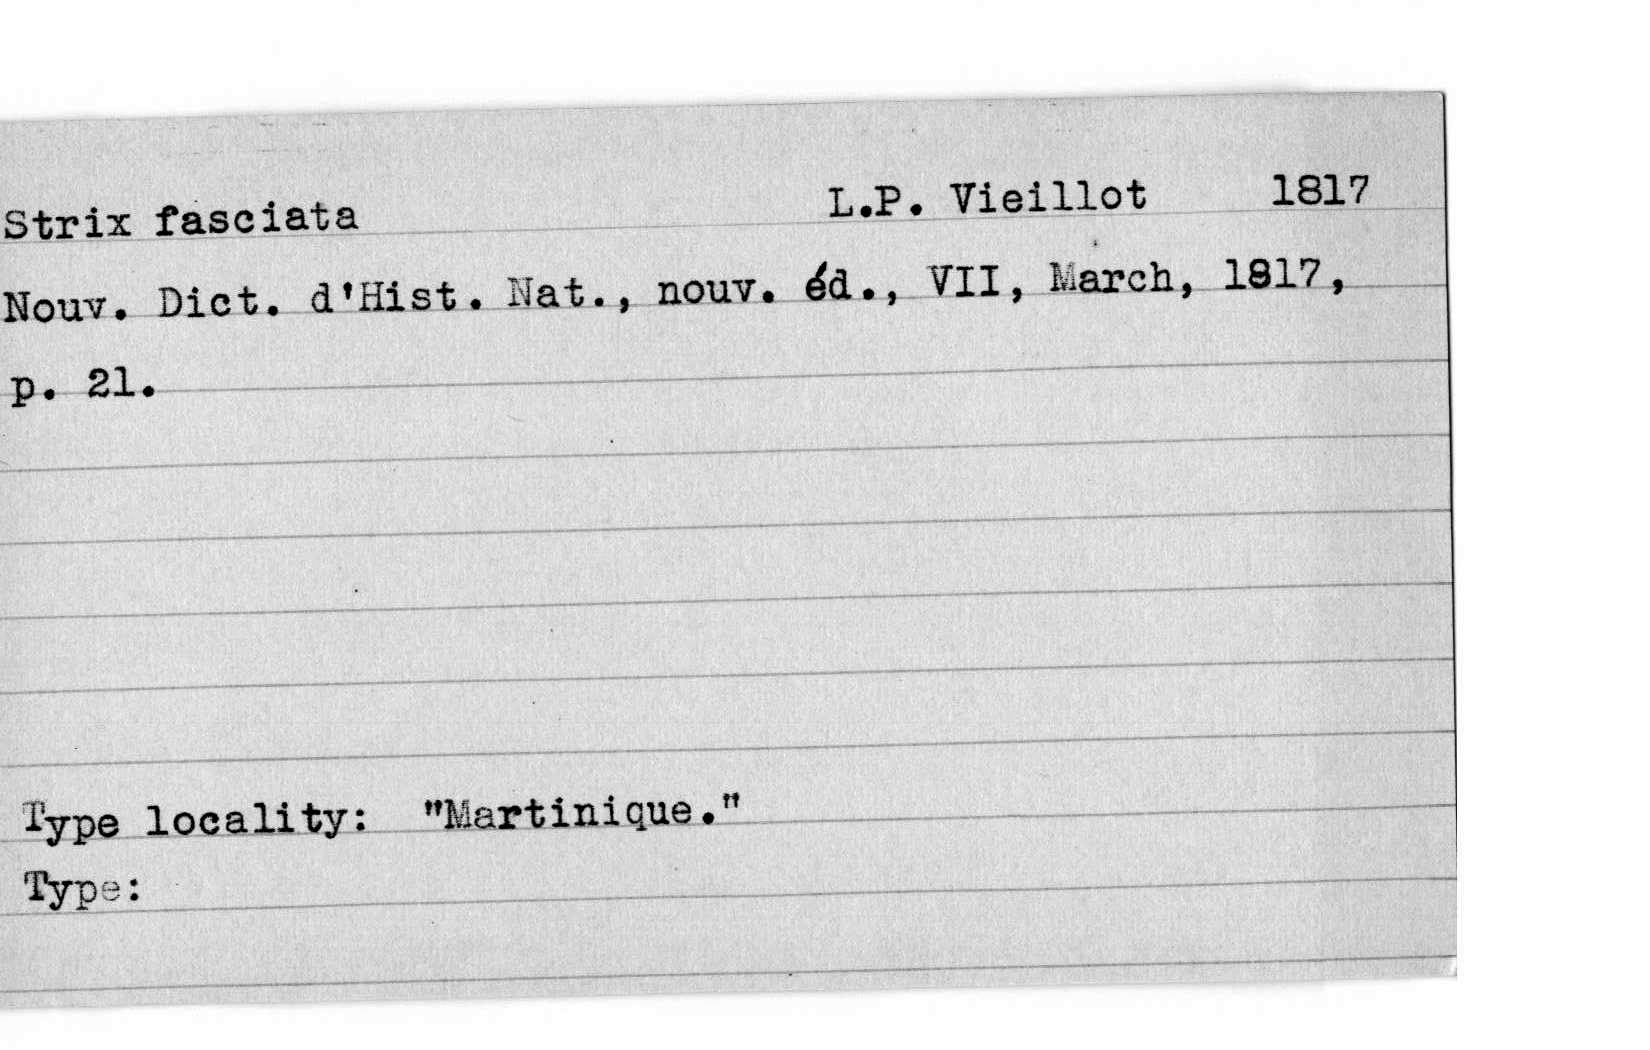 Strix fasciata L.P. Vieillot 1817
Nouv. Dict. d'Hist. Nat., nouv. éd., VII, March, 1817,
p. 21.
Type locality: "Martinique."
Type: